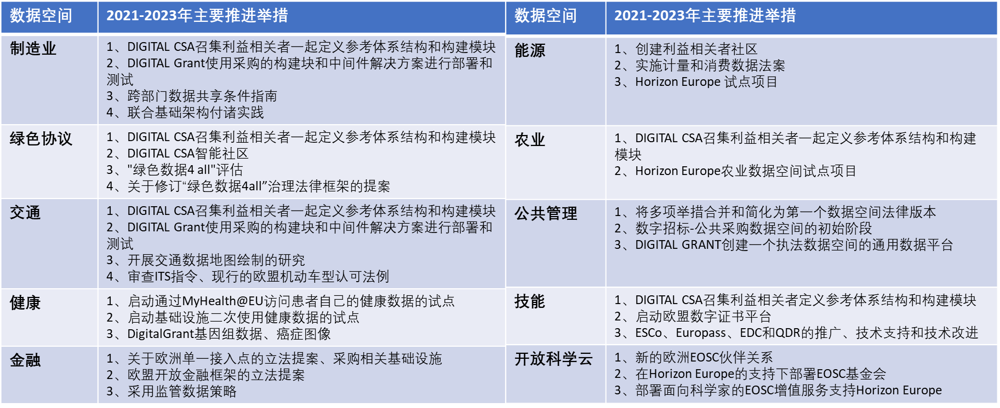 数据空间
2021-2023年主要推进举措
制造业
1、DIGITAL CSA召集利益相关者一起定义参考体系结构和构建模块
2、DIGITAL Grant使用采购的构建块和中间件解决方案进行部署和
测试
3、跨部门数据共享条件指南
4、联合基础架构付诸实践
绿色协议
1、DIGITAL CSA召集利益相关者一起定义参考体系结构和构建模块
2、DIGITAL CSA智能社区
3、"绿色数据4 all"评估
4、关于修订“绿色数据4all”治理法律框架的提案
交通
1、DIGITAL CSA召集利益相关者一起定义参考体系结构和构建模块
2、DIGITAL Grant使用采购的构建块和中间件解决方案进行部署和
测试
3、开展交通数据地图绘制的研究
4、审查ITS指令、现行的欧盟机动车型认可法例
健康
1、启动通过MyHealth@EU访问患者自己的健康数据的试点
2、启动基础设施二次使用健康数据的试点
3、DigitalGrant基因组数据、癌症图像
金融
1、关于欧洲单一接入点的立法提案、采购相关基础设施
2、欧盟开放金融框架的立法提案
3、采用监管数据策略
数据空间
2021-2023年主要推进举措
能源
1、创建利益相关者社区
2、实施计量和消费数据法案
3、Horizon Europe 试点项目
农业
1、DIGITAL CSA召集利益相关者一起定义参考体系结构和构建
模块
2、Horizon Europe农业数据空间试点项目
公共管理
1、将多项举措合并和简化为第一个数据空间法律版本
2、数字招标-公共采购数据空间的初始阶段
3、DIGITAL GRANT创建一个执法数据空间的通用数据平台
技能
1、DIGITAL CSA召集利益相关者定义参考体系结构和构建模块
2、启动欧盟数字证书平台
3、ESCo、Europass、EDC和QDR的推广、技术支持和技术改进
开放科学云
1、新的欧洲EOSC伙伴关系
2、在Horizon Europe的支持下部署EOSC基金会
3、部署面向科学家的EOSC增值服务支持Horizon Europe